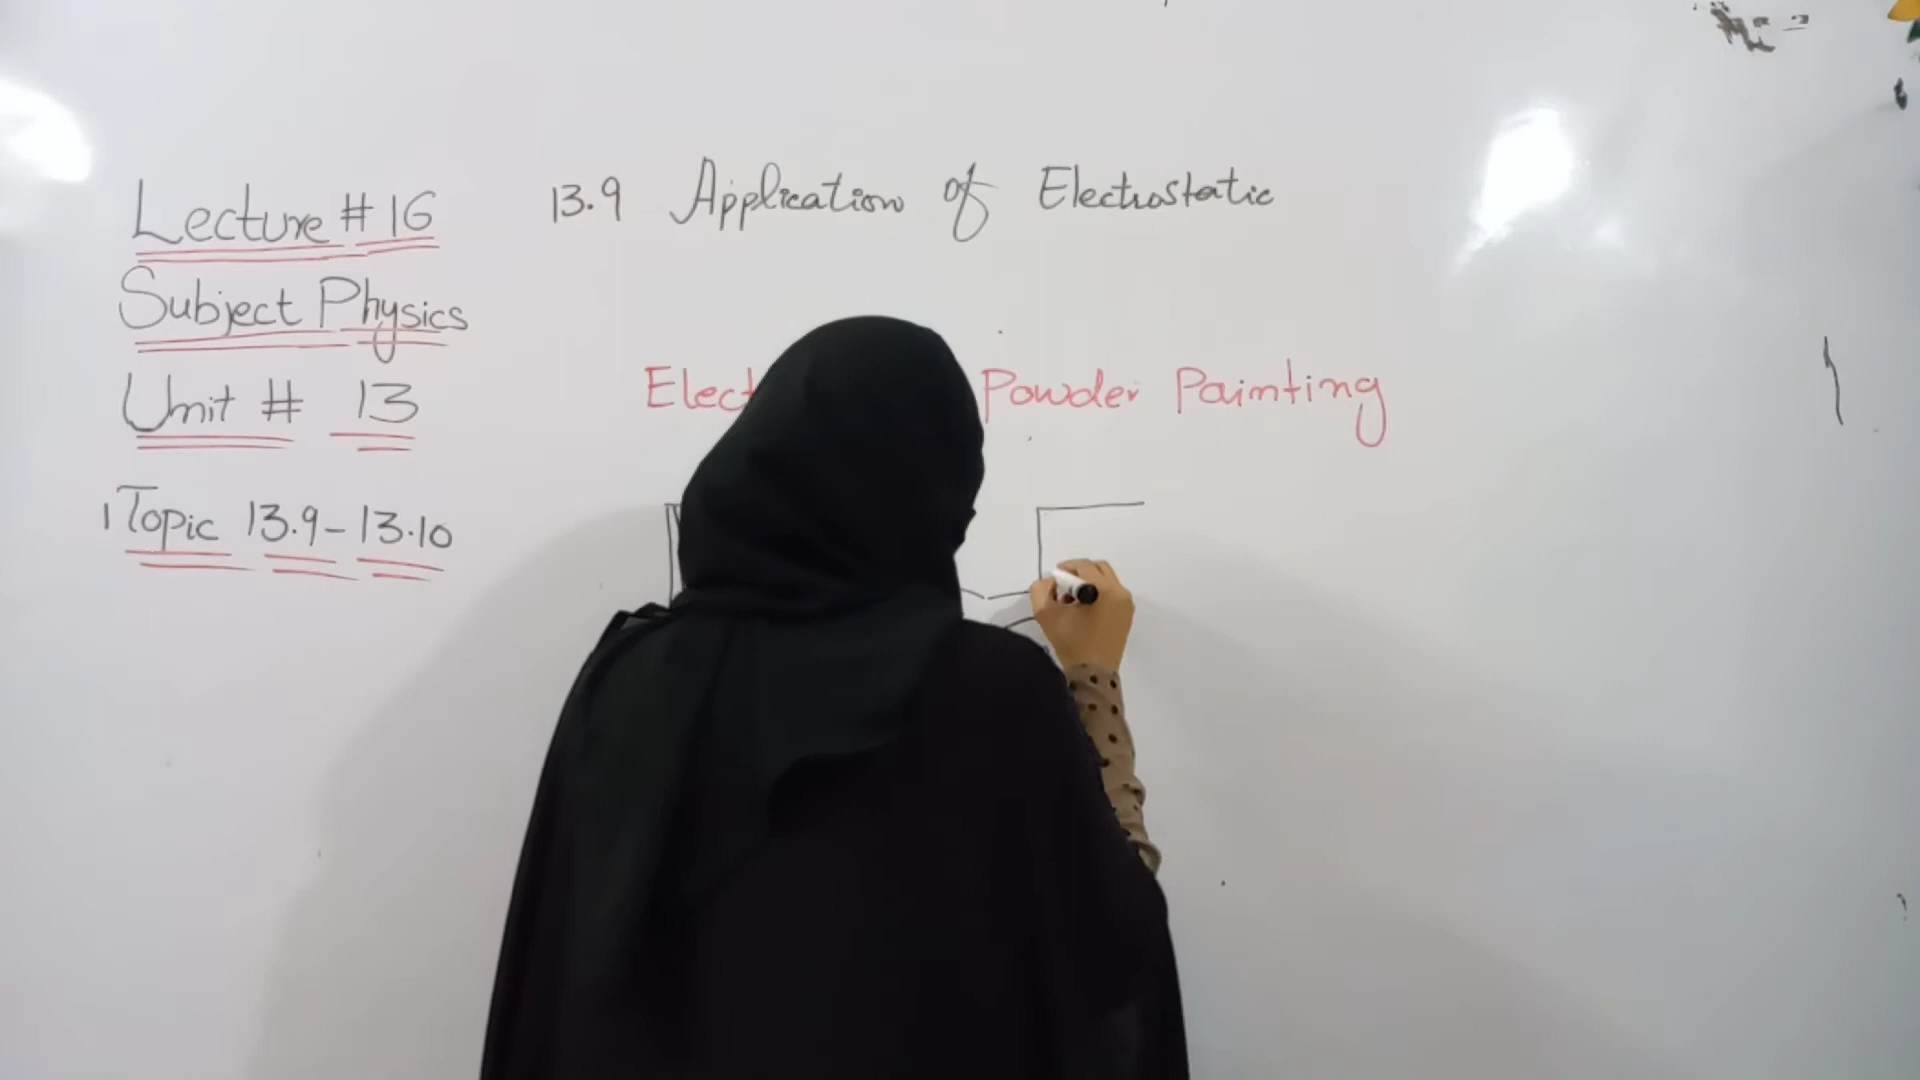 Lecture # 16
Subject Physics
Unit # 13
Topic 13.9-13.10
13.9 Application of Electrostatic
Powder Painting